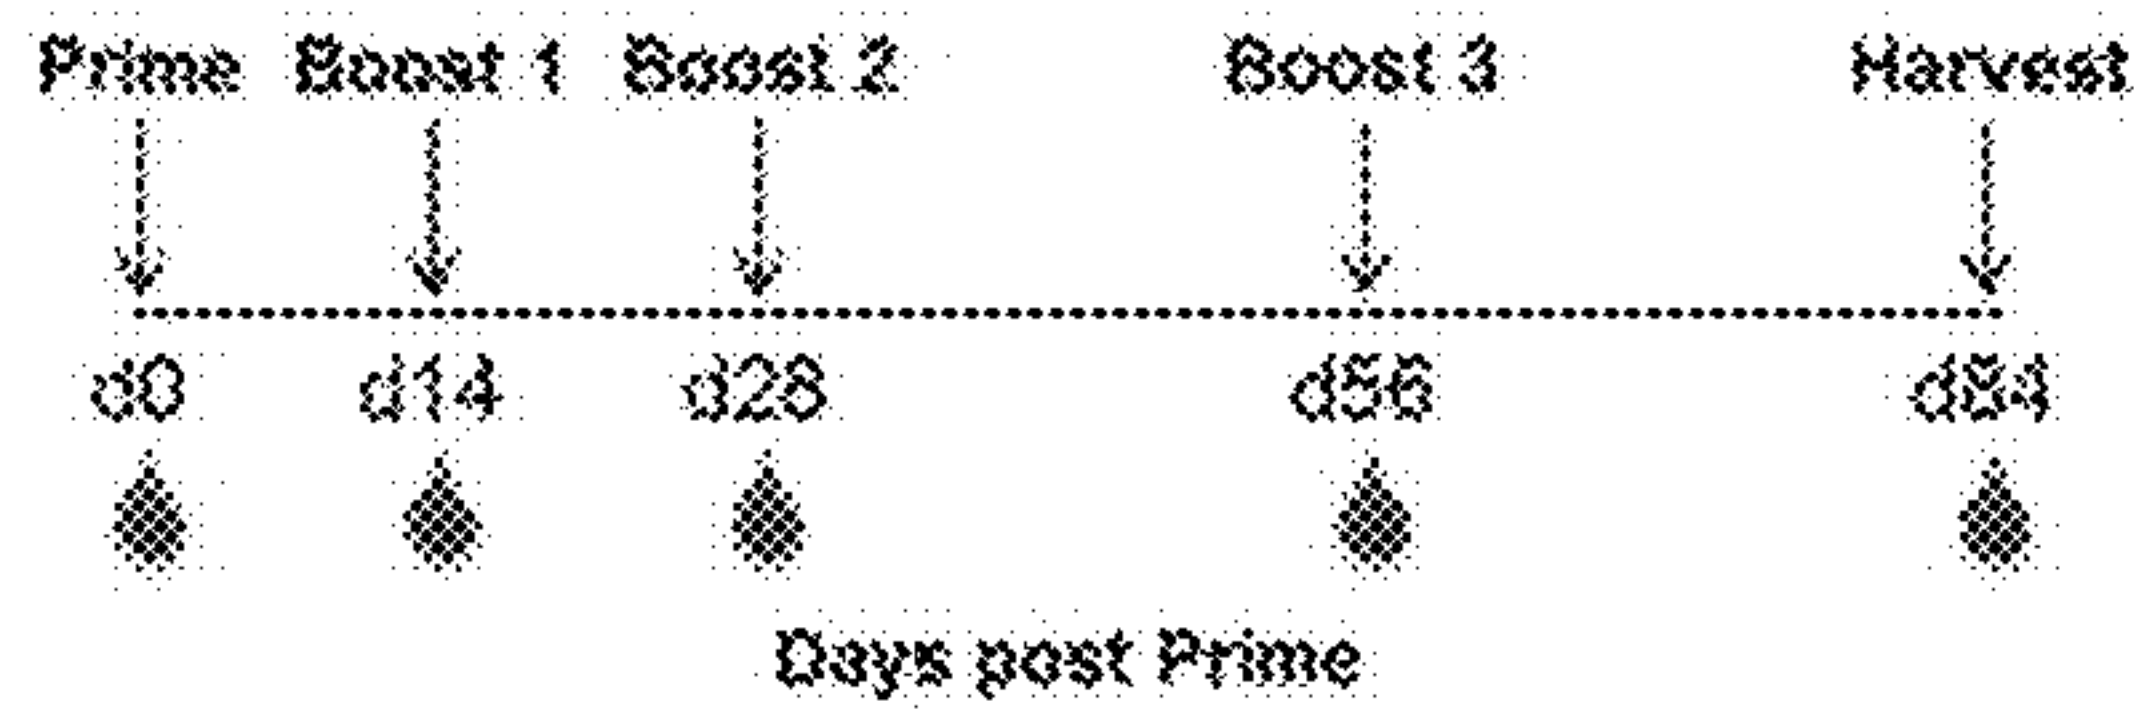 Prime Boost 1 Boost 2 Boost 3 Harvest
d0 d14 d28 d56 d84
Days post Prime